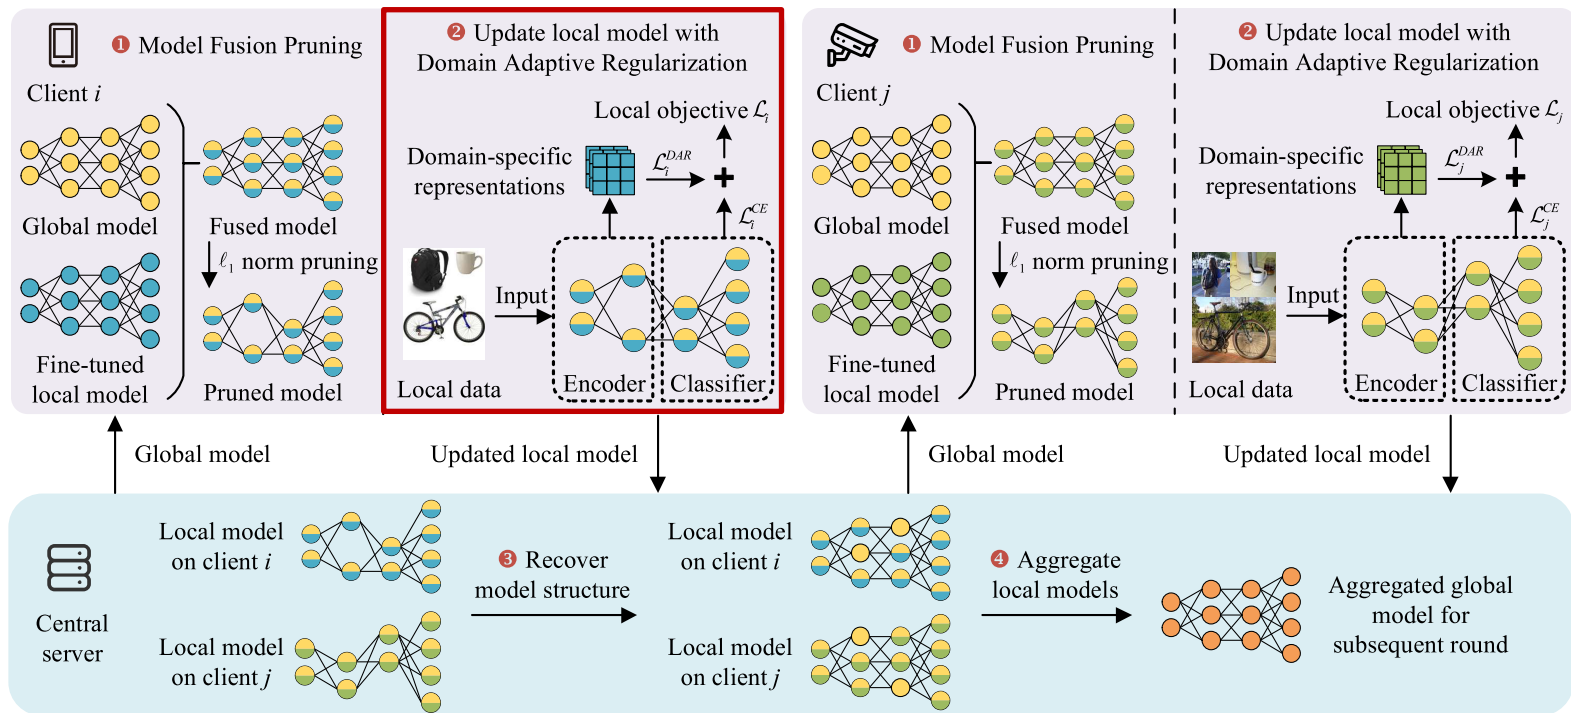 ❶ Model Fusion Pruning
Client i
Global model
Fine-tuned
local model
Fused model
ℓ₁ norm pruning
Pruned model
❷ Update local model with
Domain Adaptive Regularization
Local objective ℒᵢ
Domain-specific
representations
ℒᵢᴰᴬᴿ
ℒᵢᶜᴱ
Input
Local data
Encoder
Classifier
❶ Model Fusion Pruning
Client j
Global model
Fine-tuned
local model
Fused model
ℓ₁ norm pruning
Pruned model
❷ Update local model with
Domain Adaptive Regularization
Local objective ℒⱼ
Domain-specific
representations
ℒⱼᴰᴬᴿ
ℒⱼᶜᴱ
Input
Local data
Encoder
Classifier
Global model
Updated local model
Global model
Updated local model
Central
server
Local model
on client i
Local model
on client j
❸ Recover
model structure
Local model
on client i
Local model
on client j
❹ Aggregate
local models
Aggregated global
model for
subsequent round